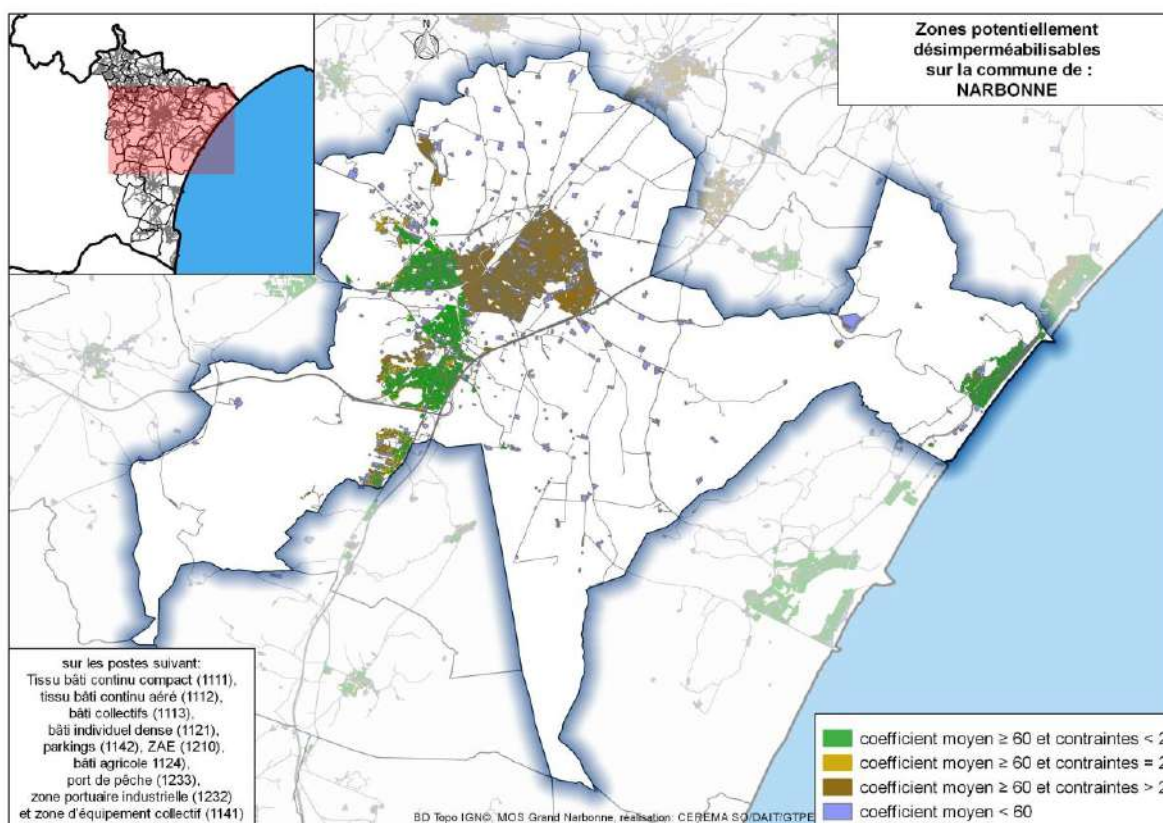 N
Zones potentiellement
désimperméabilisables
sur la commune de :
NARBONNE
sur les postes suivant:
Tissu bâti continu compact (1111),
tissu bâti continu aéré (1112),
bâti collectifs (1113),
bâti individuel dense (1121),
parkings (1142), ZAE (1210),
bâti agricole 1124),
port de pêche (1233),
zone portuaire industrielle (1232)
et zone d'équipement collectif (1141)
coefficient moyen ≥ 60 et contraintes < 2
coefficient moyen ≥ 60 et contraintes = 2
coefficient moyen ≥ 60 et contraintes > 2
coefficient moyen < 60
BD Topo IGN©, MOS Grand Narbonne, réalisation: CEREMA SO/DAIT/GTPE